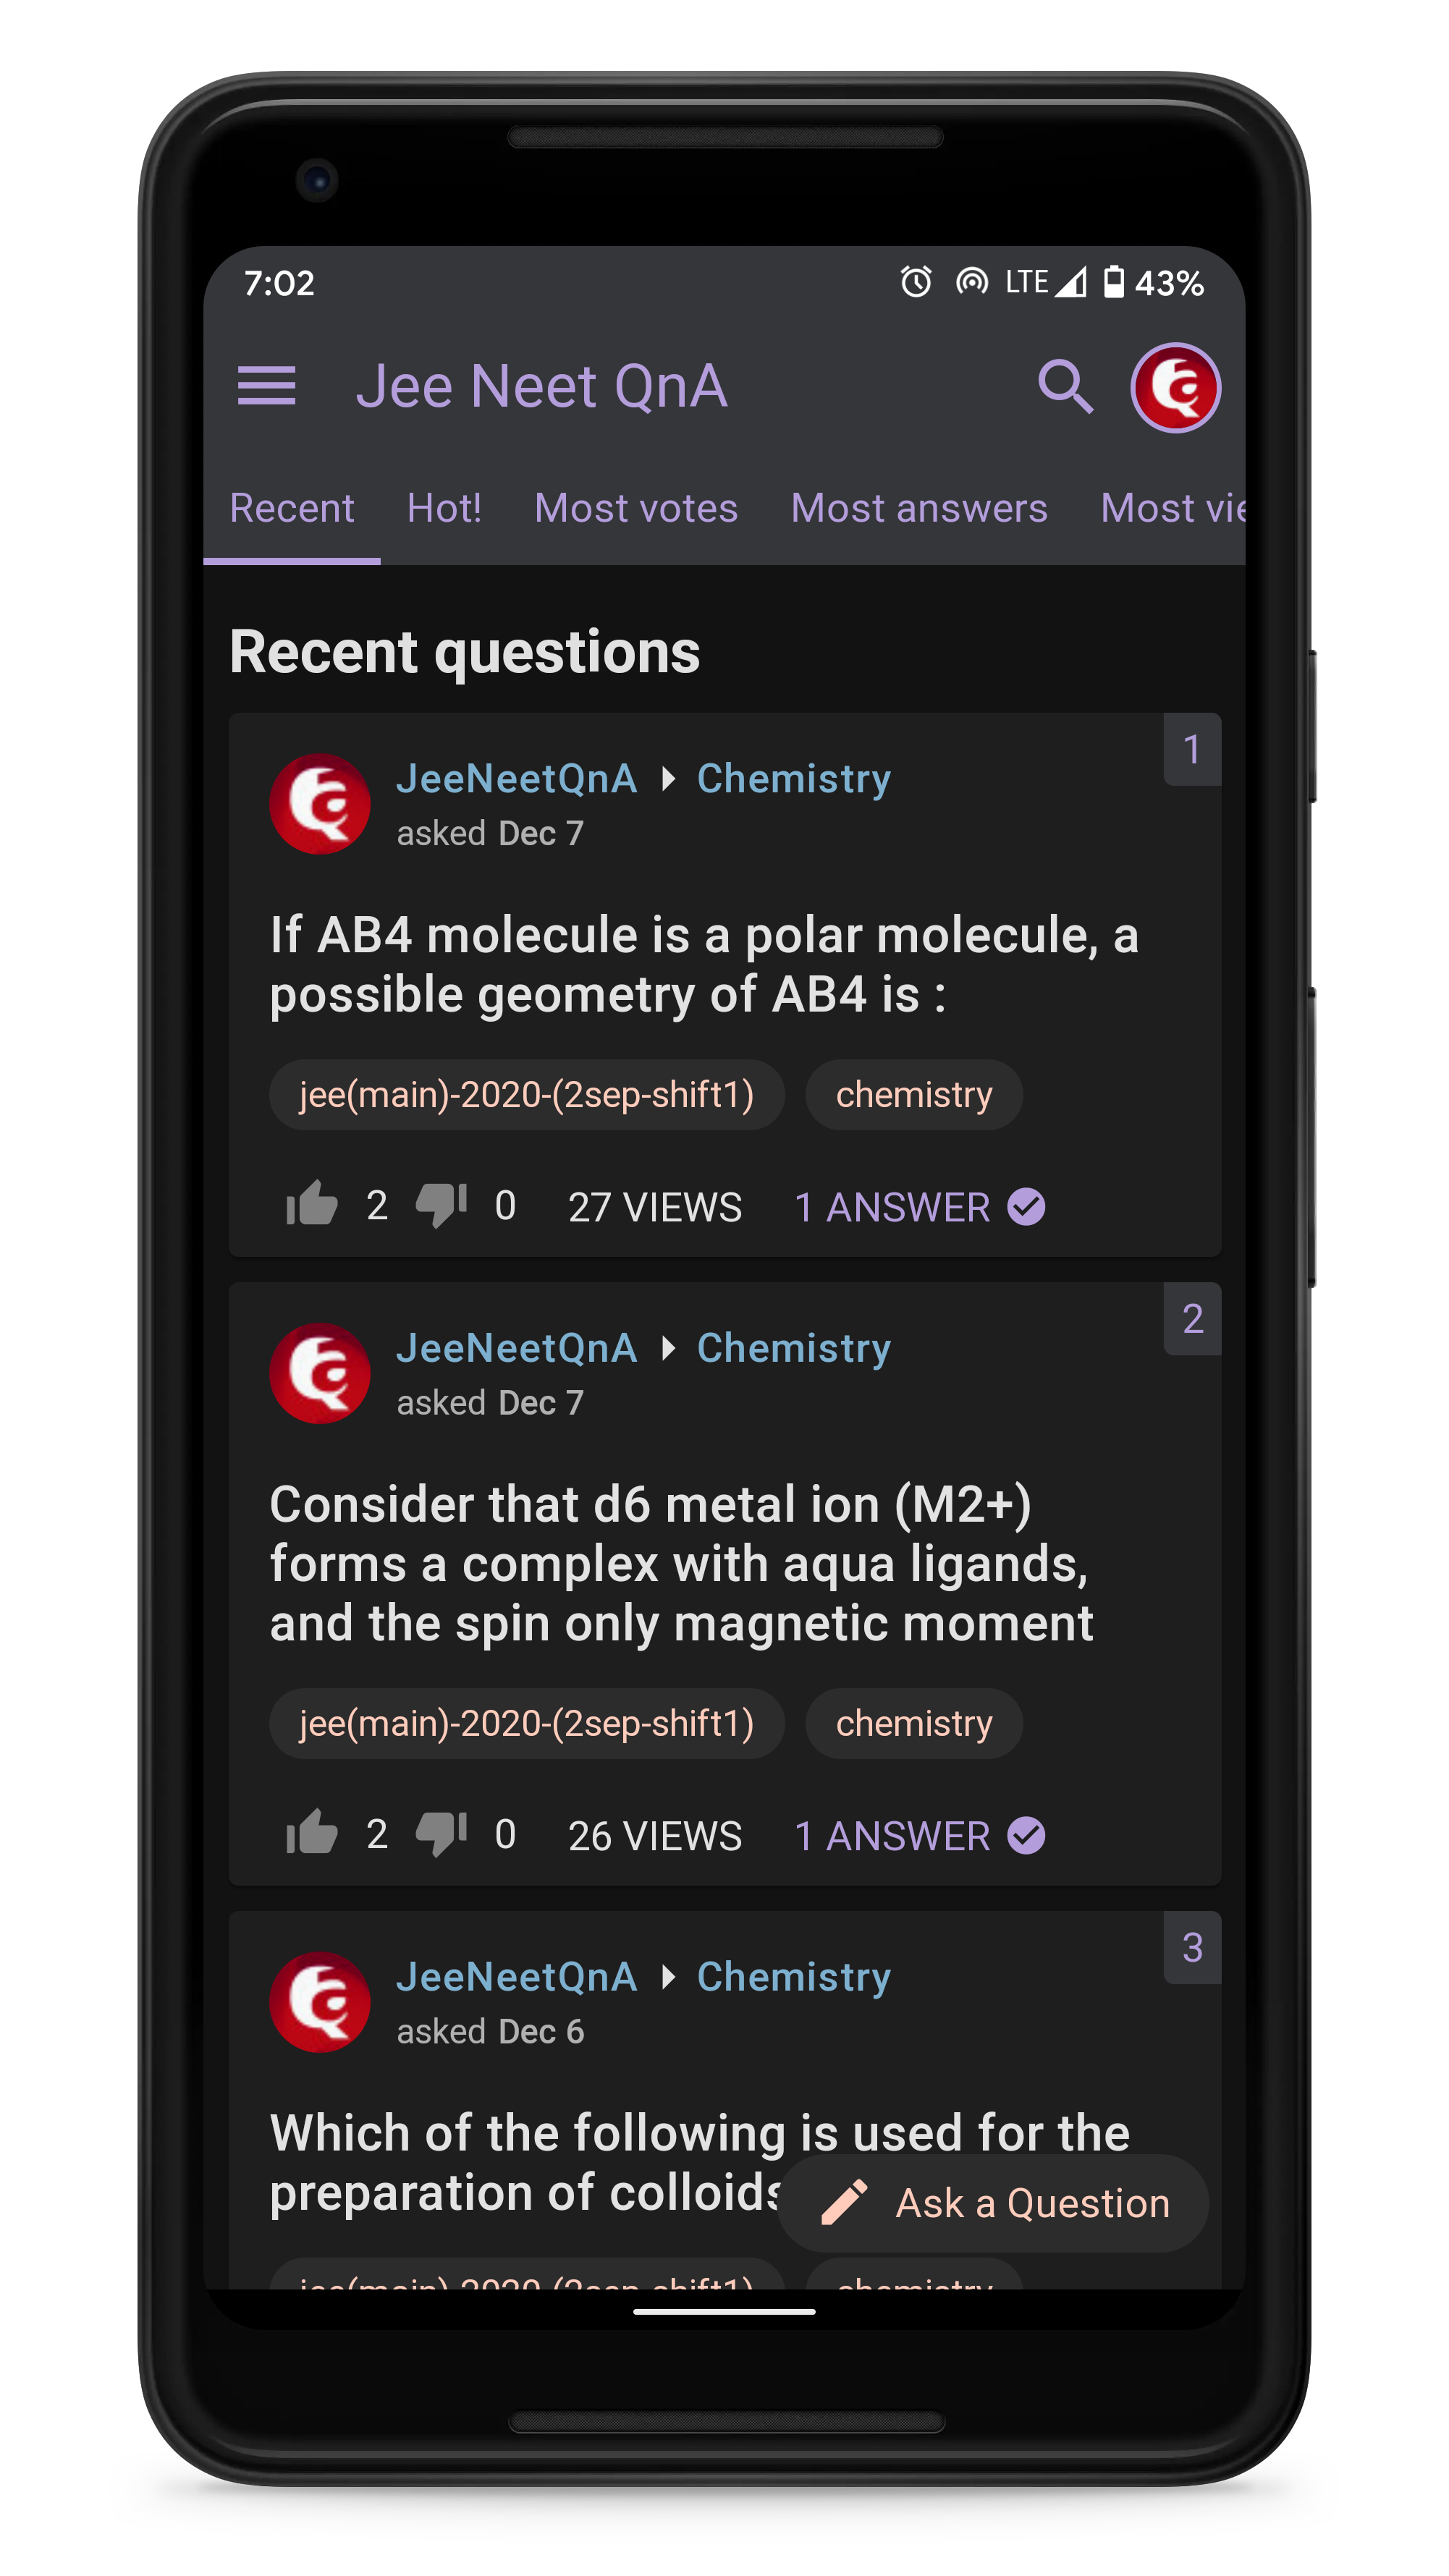 7:02 LTE 43%
Jee Neet QnA
Recent Hot! Most votes Most answers Most
Recent questions
1
JeeNeetQnA Chemistry
asked Dec 7
If AB4 molecule is a polar molecule, a
possible geometry of AB4 is :
jee(main)-2020-(2sep-shift1) chemistry
2 0 27 VIEWS 1 ANSWER
2
JeeNeetQnA Chemistry
asked Dec 7
Consider that d6 metal ion (M2+)
forms a complex with aqua ligands,
and the spin only magnetic moment
jee(main)-2020-(2sep-shift1) chemistry
2 0 26 VIEWS 1 ANSWER
3
JeeNeetQnA Chemistry
asked Dec 6
Which of the following is used for the
preparation of colloids
Ask a Question